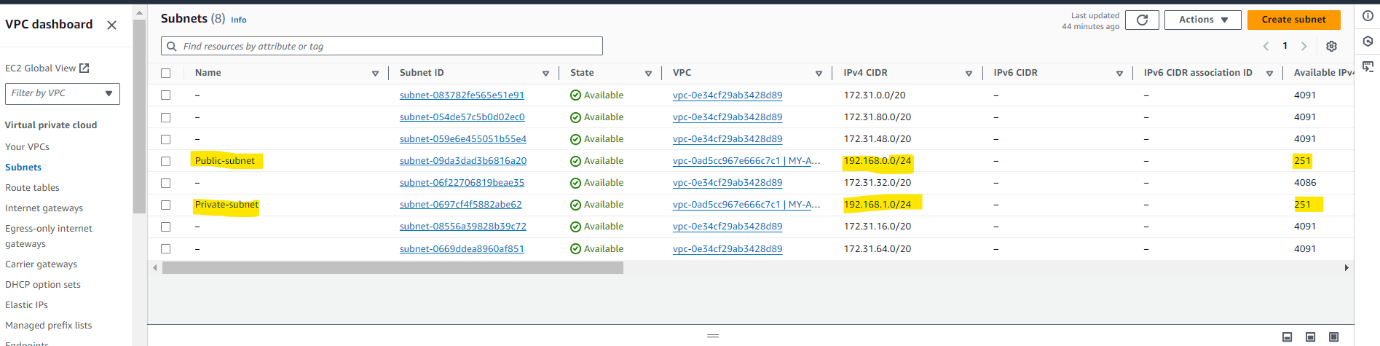 VPC dashboard
EC2 Global View
Filter by VPC
Virtual private cloud
Your VPCs
Subnets
Route tables
Internet gateways
Egress-only internet
gateways
Carrier gateways
DHCP option sets
Elastic IPs
Managed prefix lists
Endpoints
Subnets (8) Info
Last updated
44 minutes ago
Actions
Create subnet
Find resources by attribute or tag
1
Name Subnet ID State VPC IPv4 CIDR IPv6 CIDR IPv6 CIDR association ID Available IPv4
– subnet-083782fe565e51e91 Available vpc-0e34cf29ab3428d89 172.31.0.0/20 – – 4091
– subnet-054de57c5b0d02ec0 Available vpc-0e34cf29ab3428d89 172.31.80.0/20 – – 4091
– subnet-059e6e455051b55e4 Available vpc-0e34cf29ab3428d89 172.31.48.0/20 – – 4091
Public-subnet subnet-09da3dad3b6816a20 Available vpc-0ad5cc967e666c7c1 | MY-A... 192.168.0.0/24 – – 251
– subnet-06f22706819beae35 Available vpc-0e34cf29ab3428d89 172.31.32.0/20 – – 4086
Private-subnet subnet-0697cf4f5882abe62 Available vpc-0ad5cc967e666c7c1 | MY-A... 192.168.1.0/24 – – 251
– subnet-08556a39828b39c72 Available vpc-0e34cf29ab3428d89 172.31.16.0/20 – – 4091
– subnet-0669ddea8960af851 Available vpc-0e34cf29ab3428d89 172.31.64.0/20 – – 4091